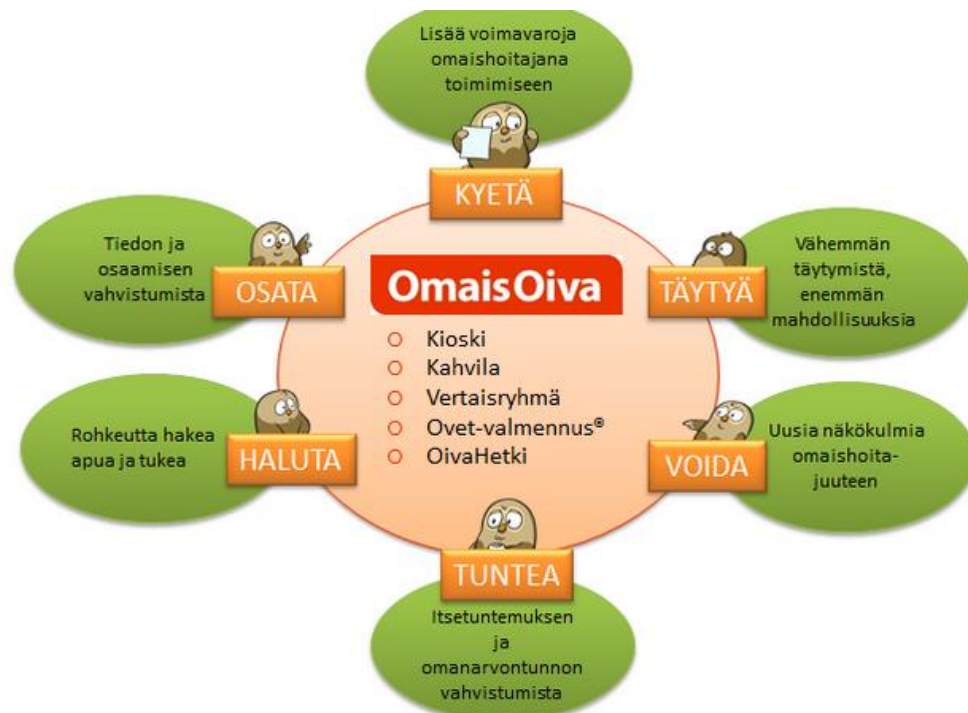 Lisää voimavaroja
omaishoitajana
toimimiseen
KYETÄ
Tiedon ja
osaamisen
vahvistumista
OSATA
OmaisOiva
Kioski
Kahvila
Vertaisryhmä
Ovet-valmennus®
OivaHetki
TÄYTYÄ
Vähemmän
täytymistä,
enemmän
mahdollisuuksia
Rohkeutta hakea
apua ja tukea
HALUTA
VOIDA
Uusia näkökulmia
omaishoita-
juuteen
TUNTEA
Itsetuntemuksen
ja
omanarvontunnon
vahvistumista